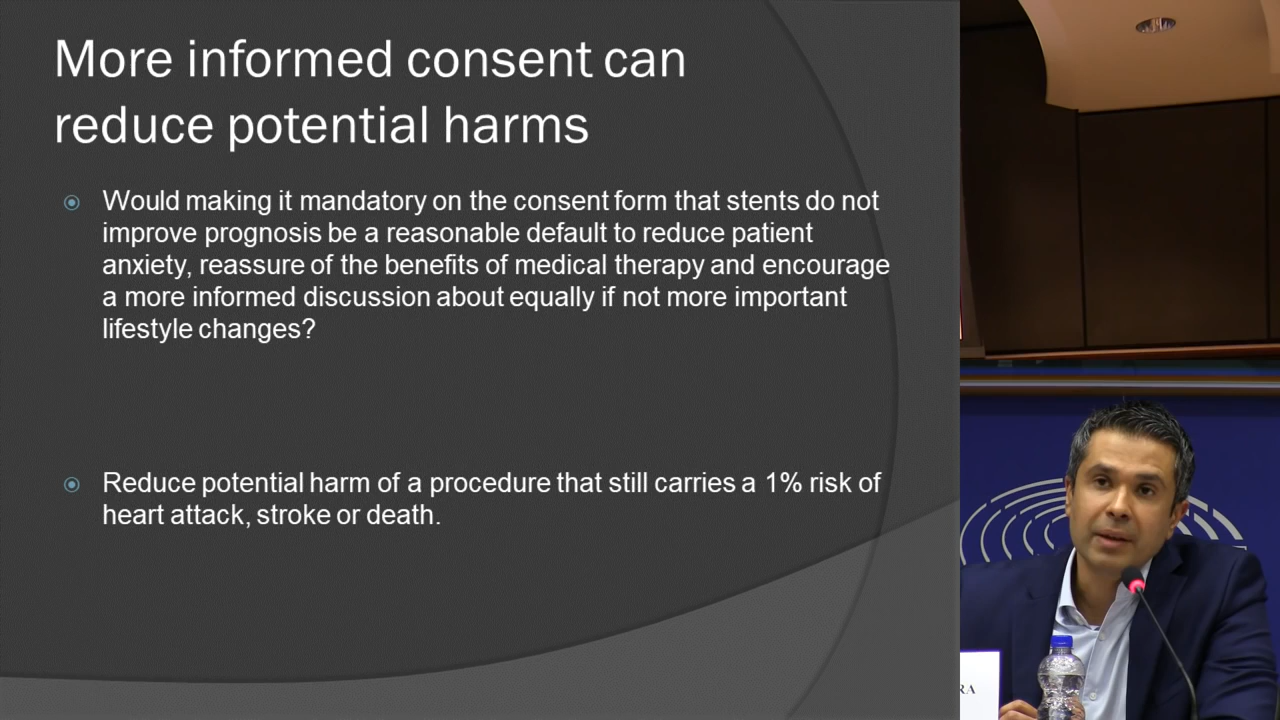 More informed consent can
reduce potential harms
Would making it mandatory on the consent form that stents do not
improve prognosis be a reasonable default to reduce patient
anxiety, reassure of the benefits of medical therapy and encourage
a more informed discussion about equally if not more important
lifestyle changes?
Reduce potential harm of a procedure that still carries a 1% risk of
heart attack, stroke or death.
RA